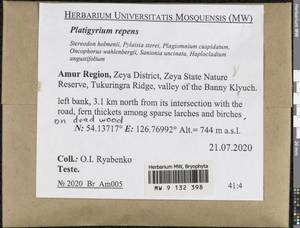 HERBARIUM UNIVERSITATIS MOSQUENSIS (MW)
Platigyrium repens
Stereodon holmenii, Pylaisia steerei, Plagiomnium cuspidatum,
Oncophorus wahlenbergii, Sanionia uncinata, Haplocladium
angustifolium
Amur Region, Zeya District, Zeya State Nature
Reserve, Tukuringra Ridge, valley of the Banny Klyuch.
left bank, 3.1 km north from its intersection with the
road, fern thickets among sparse larches and birches,
on dead wood
N: 54.13717° E: 126.76992° Alt.= 744 m a.s.l.
21.07.2020
Coll.: O.I. Ryabenko
Teste.
Herbarium MW, Bryophyta
MW 9 132 398
№ 2020_Br_Am005
41:4